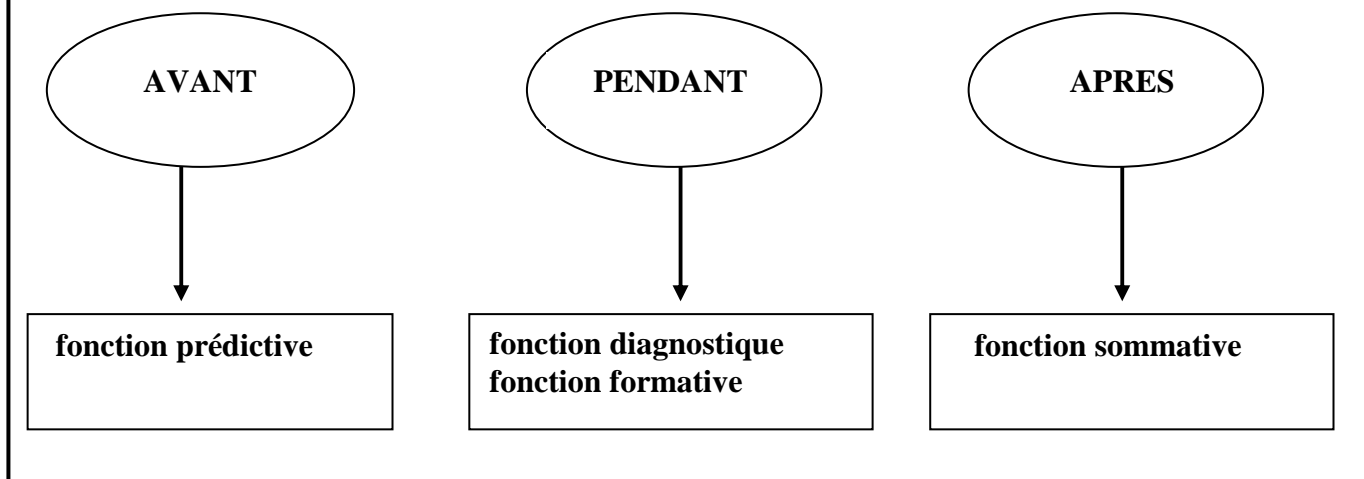 AVANT
PENDANT
APRES
fonction prédictive
fonction diagnostique
fonction formative
fonction sommative